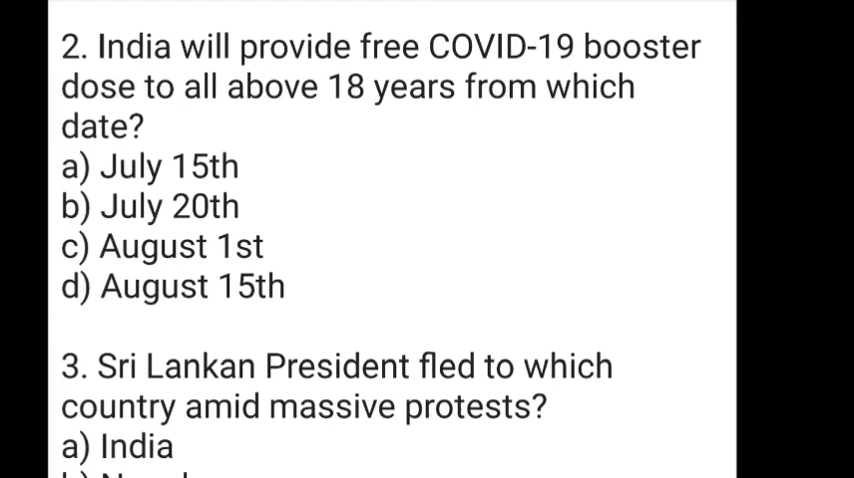 2. India will provide free COVID-19 booster
dose to all above 18 years from which
date?
a) July 15th
b) July 20th
c) August 1st
d) August 15th
3. Sri Lankan President fled to which
country amid massive protests?
a) India